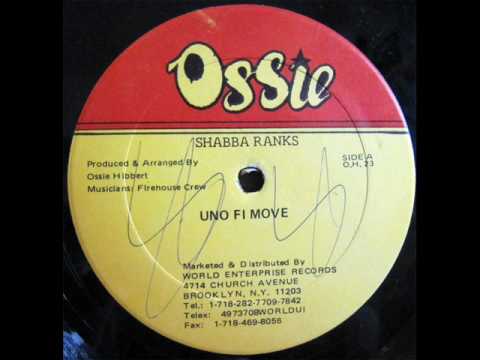 Ossie
SHABBA RANKS
Produced & Arranged By
Ossie Hibbert
Musicians: Firehouse Crew
SIDE A
O.H. 23
UNO FI MOVE
Marketed & Distributed By
WORLD ENTERPRISE RECORDS
4714 CHURCH AVENUE
BROOKLYN, N.Y. 11203
Tel.: 1-718-282-7709-7842
Telex: 4973708WORLDUI
Fax: 1-718-469-8056